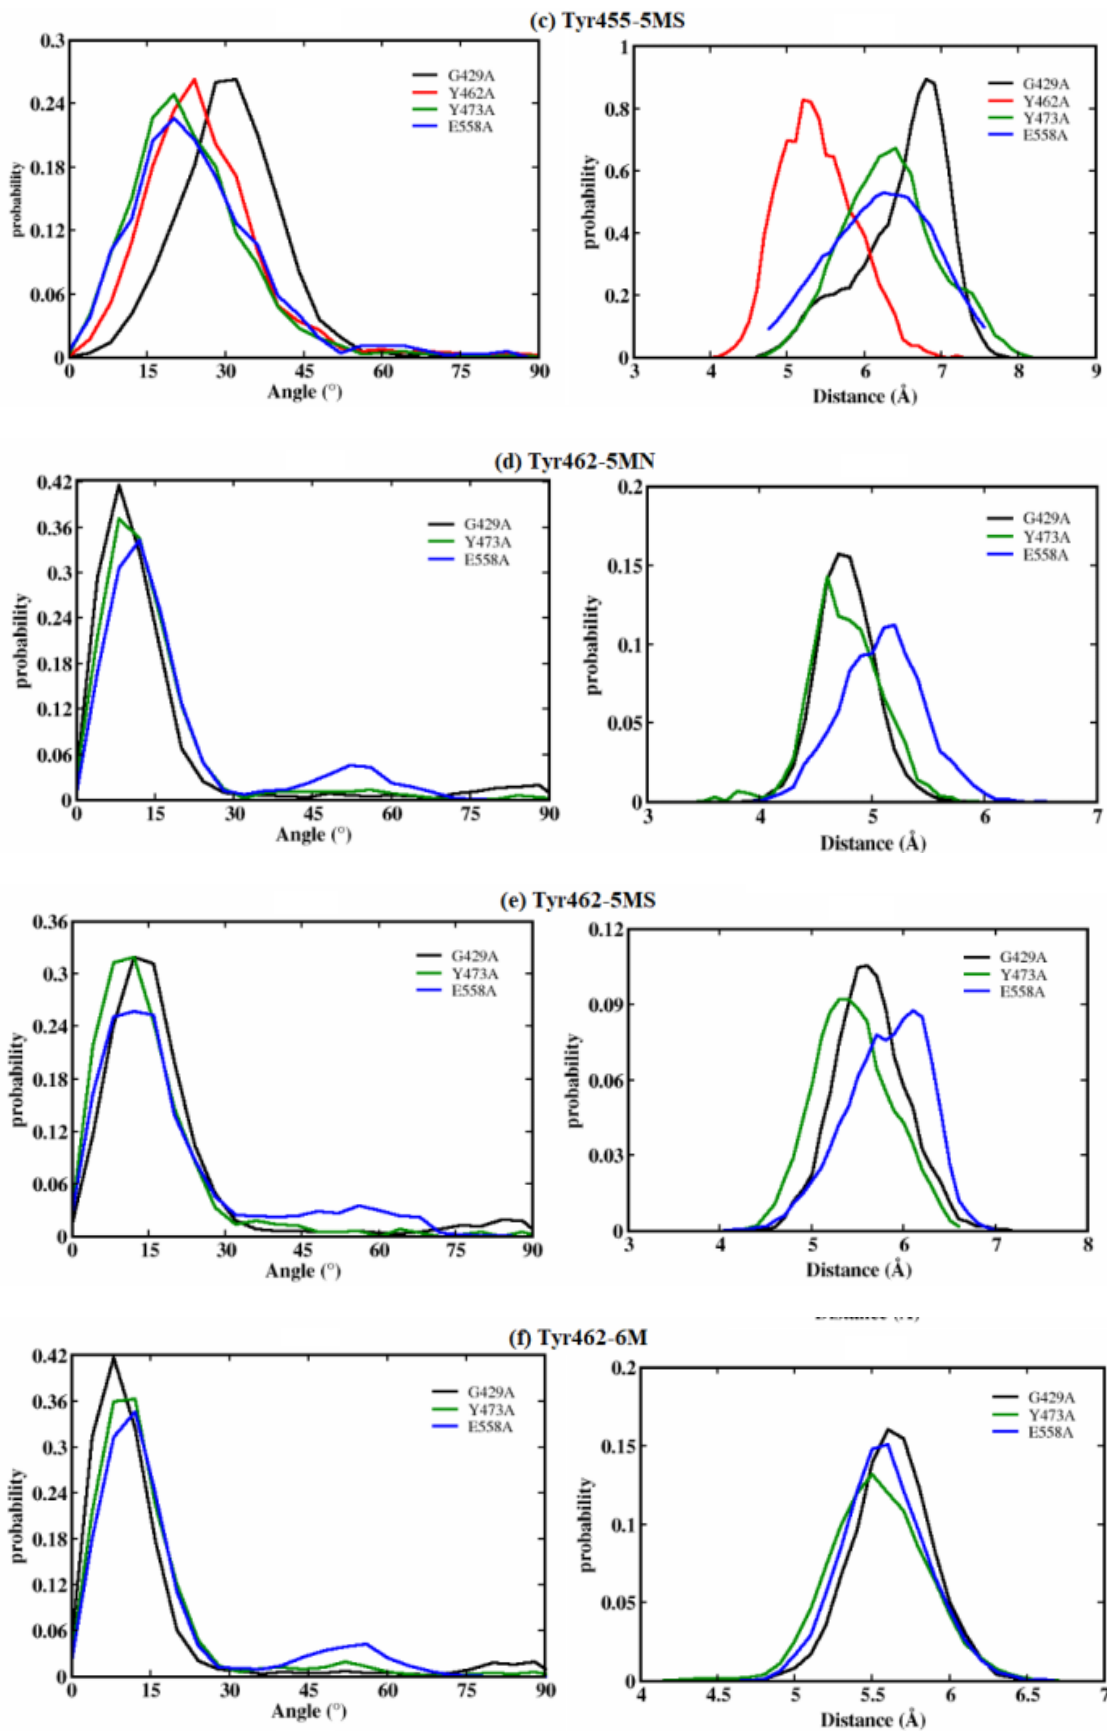 (c) Tyr455-5MS
0.3
0.24
0.18
0.12
0.06
0
probability
G429A
Y462A
Y473A
E558A
0 15 30 45 60 75 90
Angle (°)
1
0.8
0.6
0.4
0.2
0
probability
G429A
Y462A
Y473A
E558A
3 4 5 6 7 8 9
Distance (Å)
(d) Tyr462-5MN
0.42
0.36
0.3
0.24
0.18
0.12
0.06
0
probability
G429A
Y473A
E558A
0 15 30 45 60 75 90
Angle (°)
0.2
0.15
0.1
0.05
0
probability
G429A
Y473A
E558A
3 4 5 6 7
Distance (Å)
(e) Tyr462-5MS
0.36
0.3
0.24
0.18
0.12
0.06
0
probability
G429A
Y473A
E558A
0 15 30 45 60 75 90
Angle (°)
0.12
0.09
0.06
0.03
0
probability
G429A
Y473A
E558A
3 4 5 6 7 8
Distance (Å)
(f) Tyr462-6M
0.42
0.36
0.3
0.24
0.18
0.12
0.06
0
probability
G429A
Y473A
E558A
0 15 30 45 60 75 90
Angle (°)
0.2
0.15
0.1
0.05
0
probability
G429A
Y473A
E558A
4 4.5 5 5.5 6 6.5 7
Distance (Å)